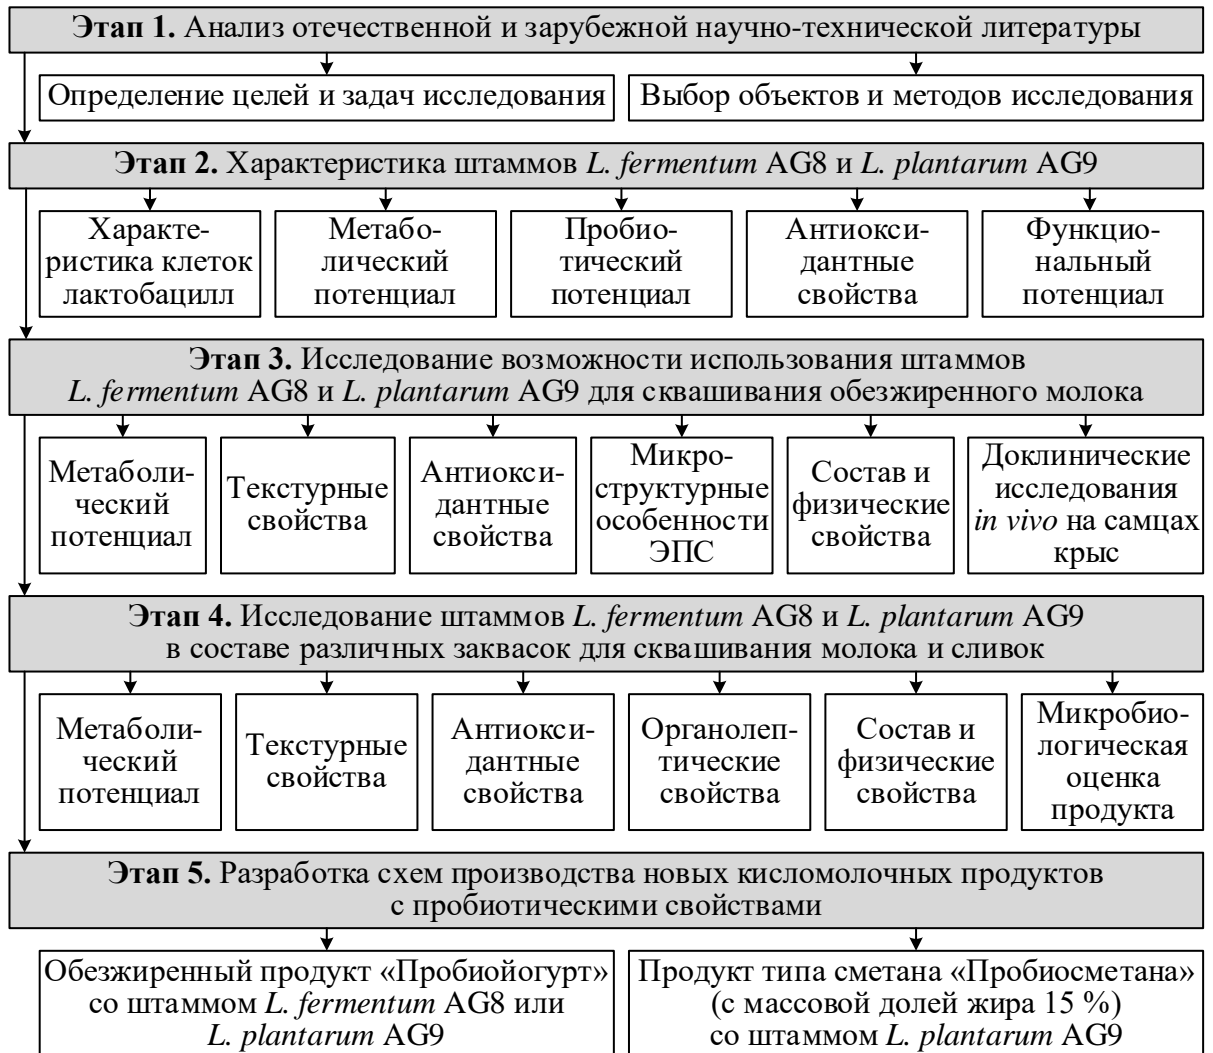 Этап 1. Анализ отечественной и зарубежной научно-технической литературы
Определение целей и задач исследования
Выбор объектов и методов исследования
Этап 2. Характеристика штаммов L. fermentum AG8 и L. plantarum AG9
Характе-
ристика клеток
лактобацилл
Метабо-
лический
потенциал
Пробио-
тический
потенциал
Антиокси-
дантные
свойства
Функцио-
нальный
потенциал
Этап 3. Исследование возможности использования штаммов
L. fermentum AG8 и L. plantarum AG9 для сквашивания обезжиренного молока
Метаболи-
ческий
потенциал
Текстурные
свойства
Антиокси-
дантные
свойства
Микро-
структурные
особенности
ЭПС
Состав и
физические
свойства
Доклинические
исследования
in vivo на самцах
крыс
Этап 4. Исследование штаммов L. fermentum AG8 и L. plantarum AG9
в составе различных заквасок для сквашивания молока и сливок
Метаболи-
ческий
потенциал
Текстурные
свойства
Антиокси-
дантные
свойства
Органолеп-
тические
свойства
Состав и
физические
свойства
Микробио-
логическая
оценка
продукта
Этап 5. Разработка схем производства новых кисломолочных продуктов
с пробиотическими свойствами
Обезжиренный продукт «Пробиойогурт»
со штаммом L. fermentum AG8 или
L. plantarum AG9
Продукт типа сметана «Пробиосметана»
(с массовой долей жира 15 %)
со штаммом L. plantarum AG9